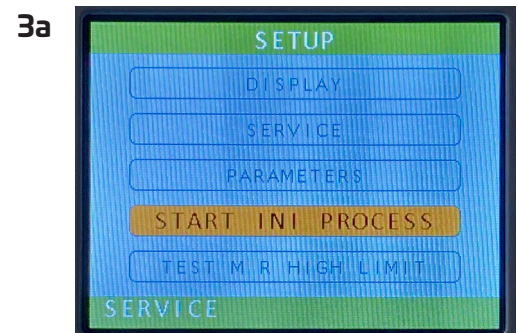 3a
SETUP
DISPLAY
SERVICE
PARAMETERS
START INI PROCESS
TEST M R HIGH LIMIT
SERVICE